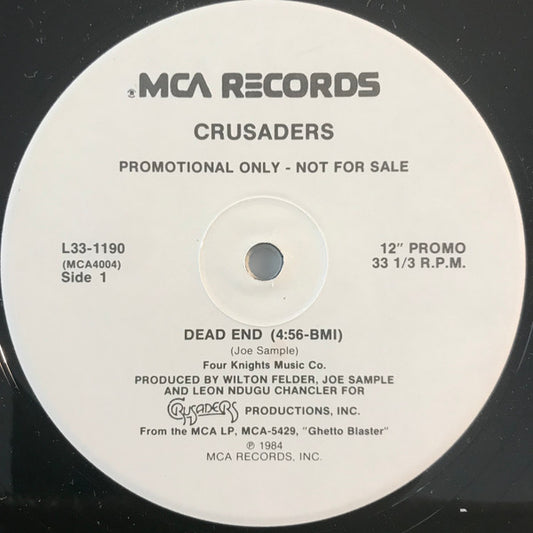 MCA RECORDS
CRUSADERS
PROMOTIONAL ONLY - NOT FOR SALE
L33-1190
(MCA4004)
Side 1
12" PROMO
33 1/3 R.P.M.
DEAD END (4:56-BMI)
(Joe Sample)
Four Knights Music Co.
PRODUCED BY WILTON FELDER, JOE SAMPLE
AND LEON NDUGU CHANCLER FOR
CRUSADERS PRODUCTIONS, INC.
From the MCA LP, MCA-5429, "Ghetto Blaster"
℗ 1984
MCA RECORDS, INC.